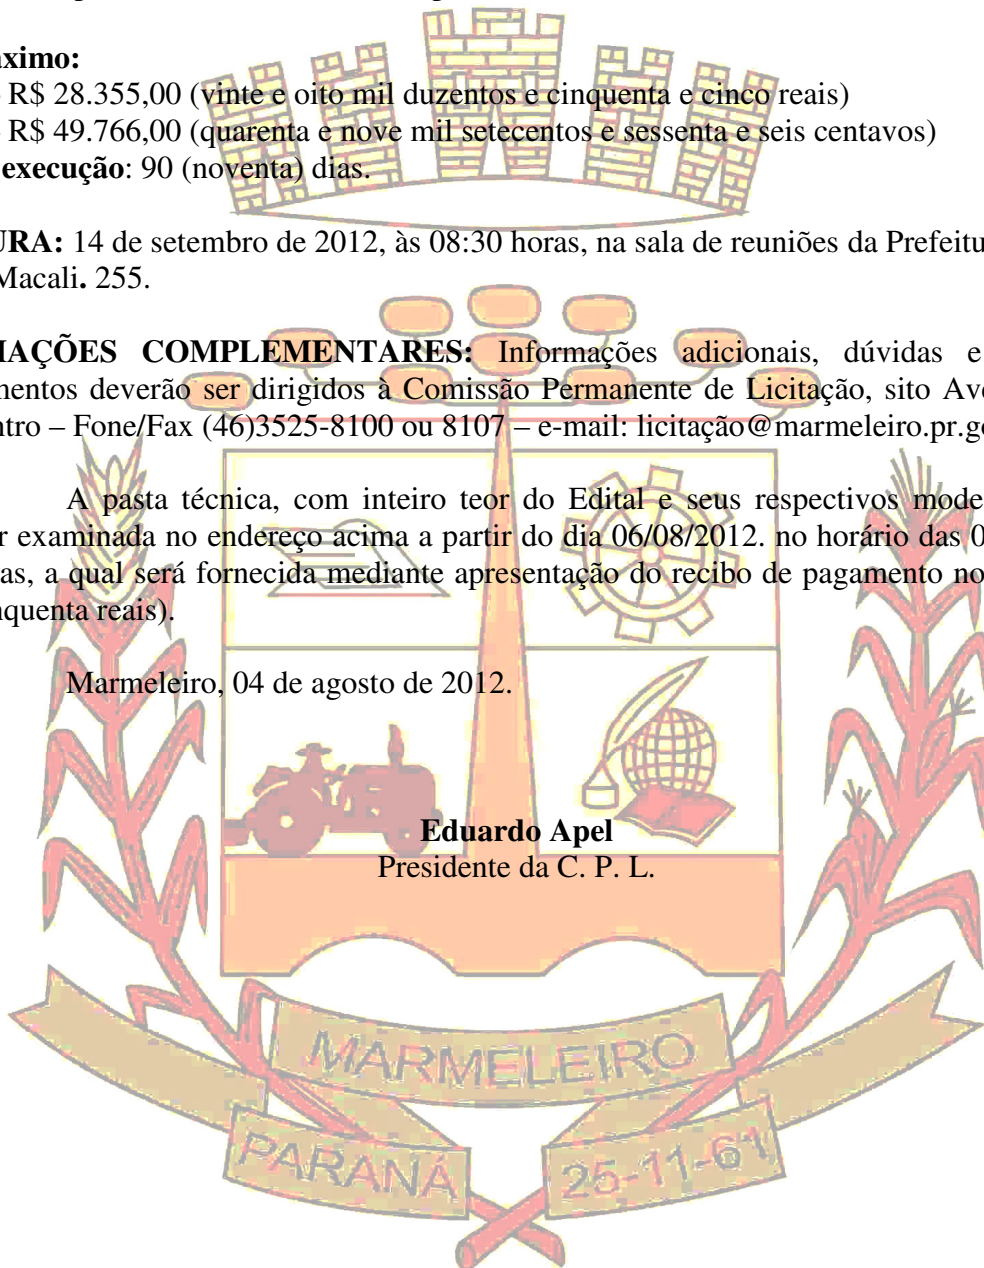 áximo:
R$ 28.355,00 (vinte e oito mil duzentos e cinquenta e cinco reais)
R$ 49.766,00 (quarenta e nove mil setecentos e sessenta e seis centavos)
execução: 90 (noventa) dias.
URA: 14 de setembro de 2012, às 08:30 horas, na sala de reuniões da Prefeitu
Macali. 255.
MAÇÕES COMPLEMENTARES: Informações adicionais, dúvidas e
mentos deverão ser dirigidos à Comissão Permanente de Licitação, sito Ave
ntro – Fone/Fax (46)3525-8100 ou 8107 – e-mail: licitação@marmeleiro.pr.go
A pasta técnica, com inteiro teor do Edital e seus respectivos mode
r examinada no endereço acima a partir do dia 06/08/2012. no horário das 0
as, a qual será fornecida mediante apresentação do recibo de pagamento no
nquenta reais).
Marmeleiro, 04 de agosto de 2012.
Eduardo Apel
Presidente da C. P. L.
MARMELEIRO
PARANÁ 25-11-61